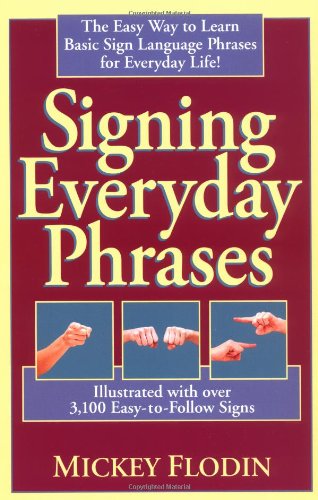 The Easy Way to Learn
Basic Sign Language Phrases
for Everyday Life!
Signing
Everyday
Phrases
Illustrated with over
3,100 Easy-to-Follow Signs
MICKEY FLODIN